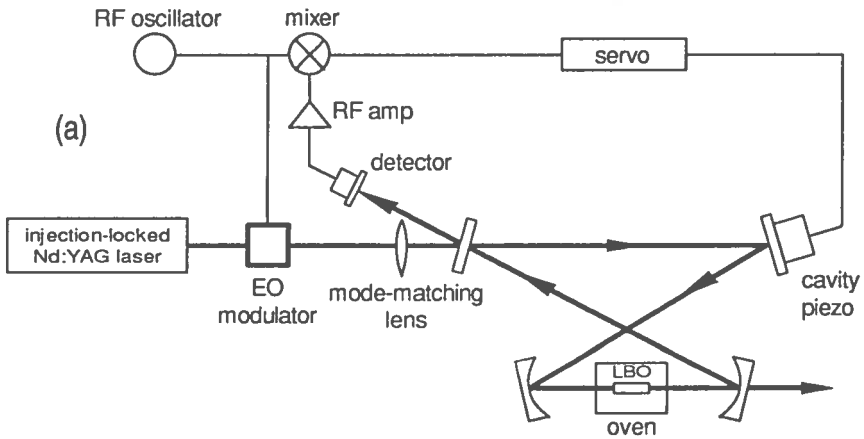 RF oscillator
mixer
servo
RF amp
(a)
detector
injection-locked
Nd:YAG laser
EO
modulator
mode-matching
lens
cavity
piezo
LBO
oven